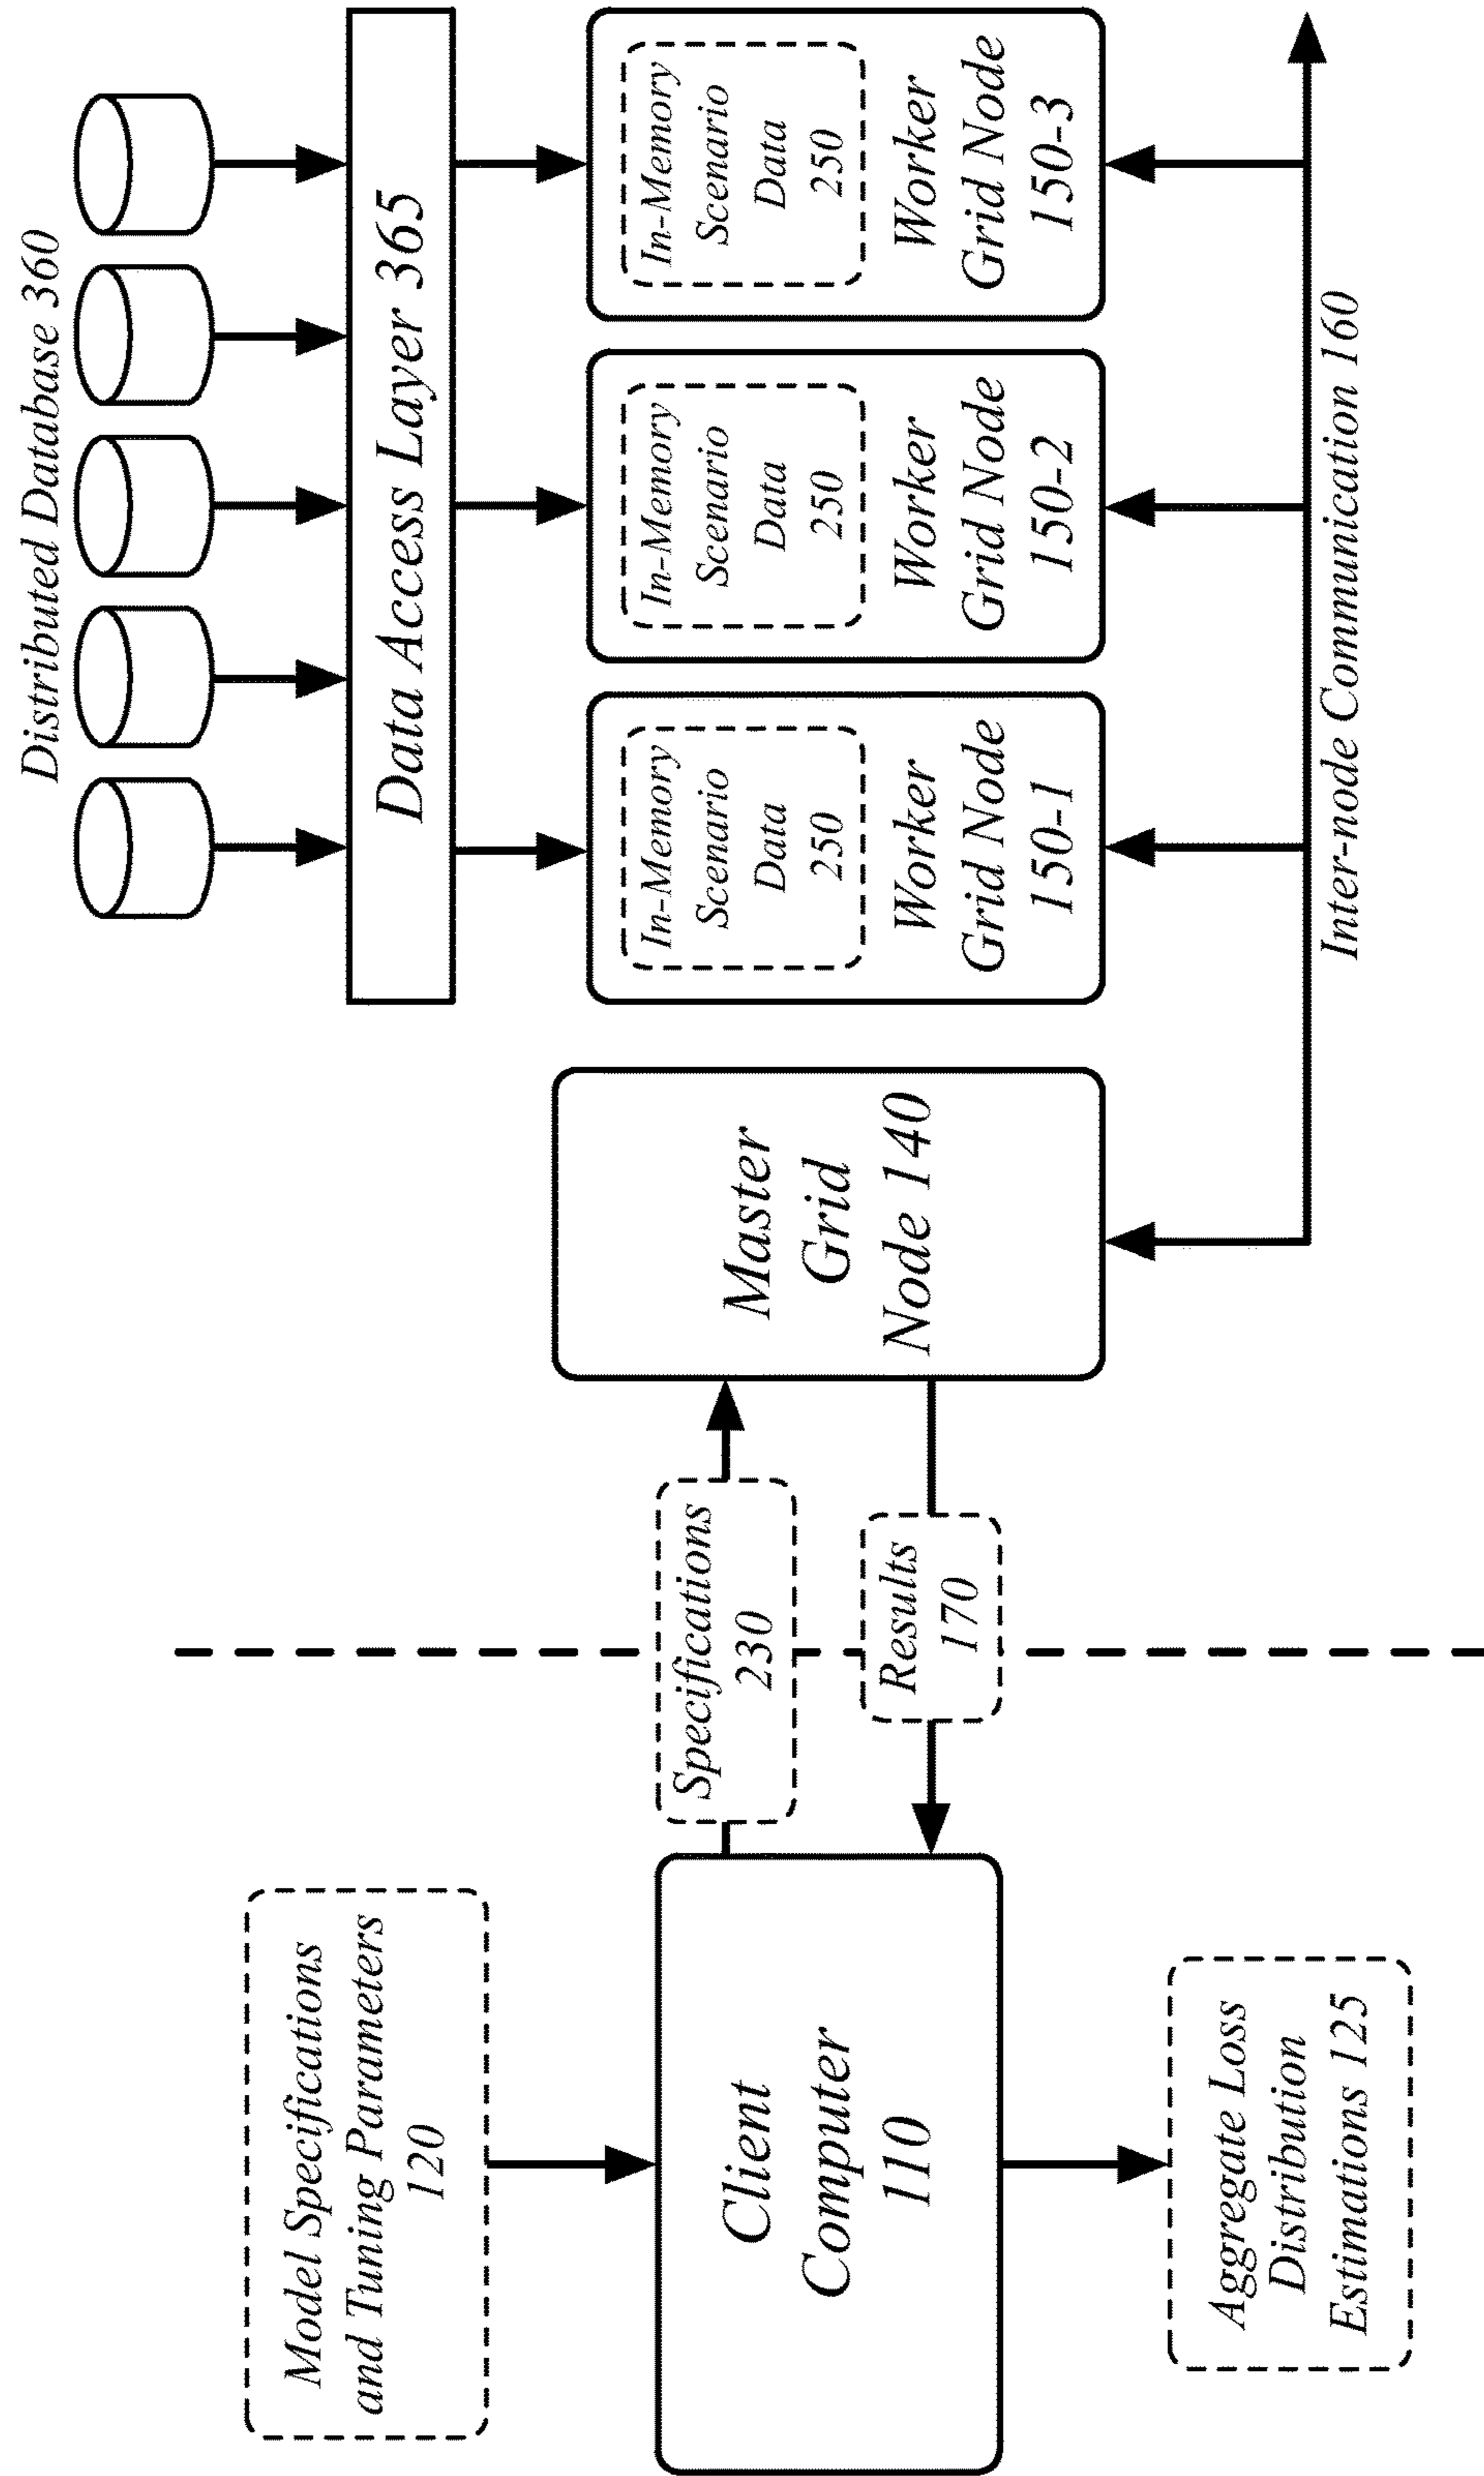 Distributed Database 360
Data Access Layer 365
Model Specifications
and Tuning Parameters
120
Client
Computer
110
Specifications
230
Results
170
Master
Grid
Node 140
In-Memory
Scenario
Data
250
Worker
Grid Node
150-1
In-Memory
Scenario
Data
250
Worker
Grid Node
150-2
In-Memory
Scenario
Data
250
Worker
Grid Node
150-3
Aggregate Loss
Distribution
Estimations 125
Inter-node Communication 160